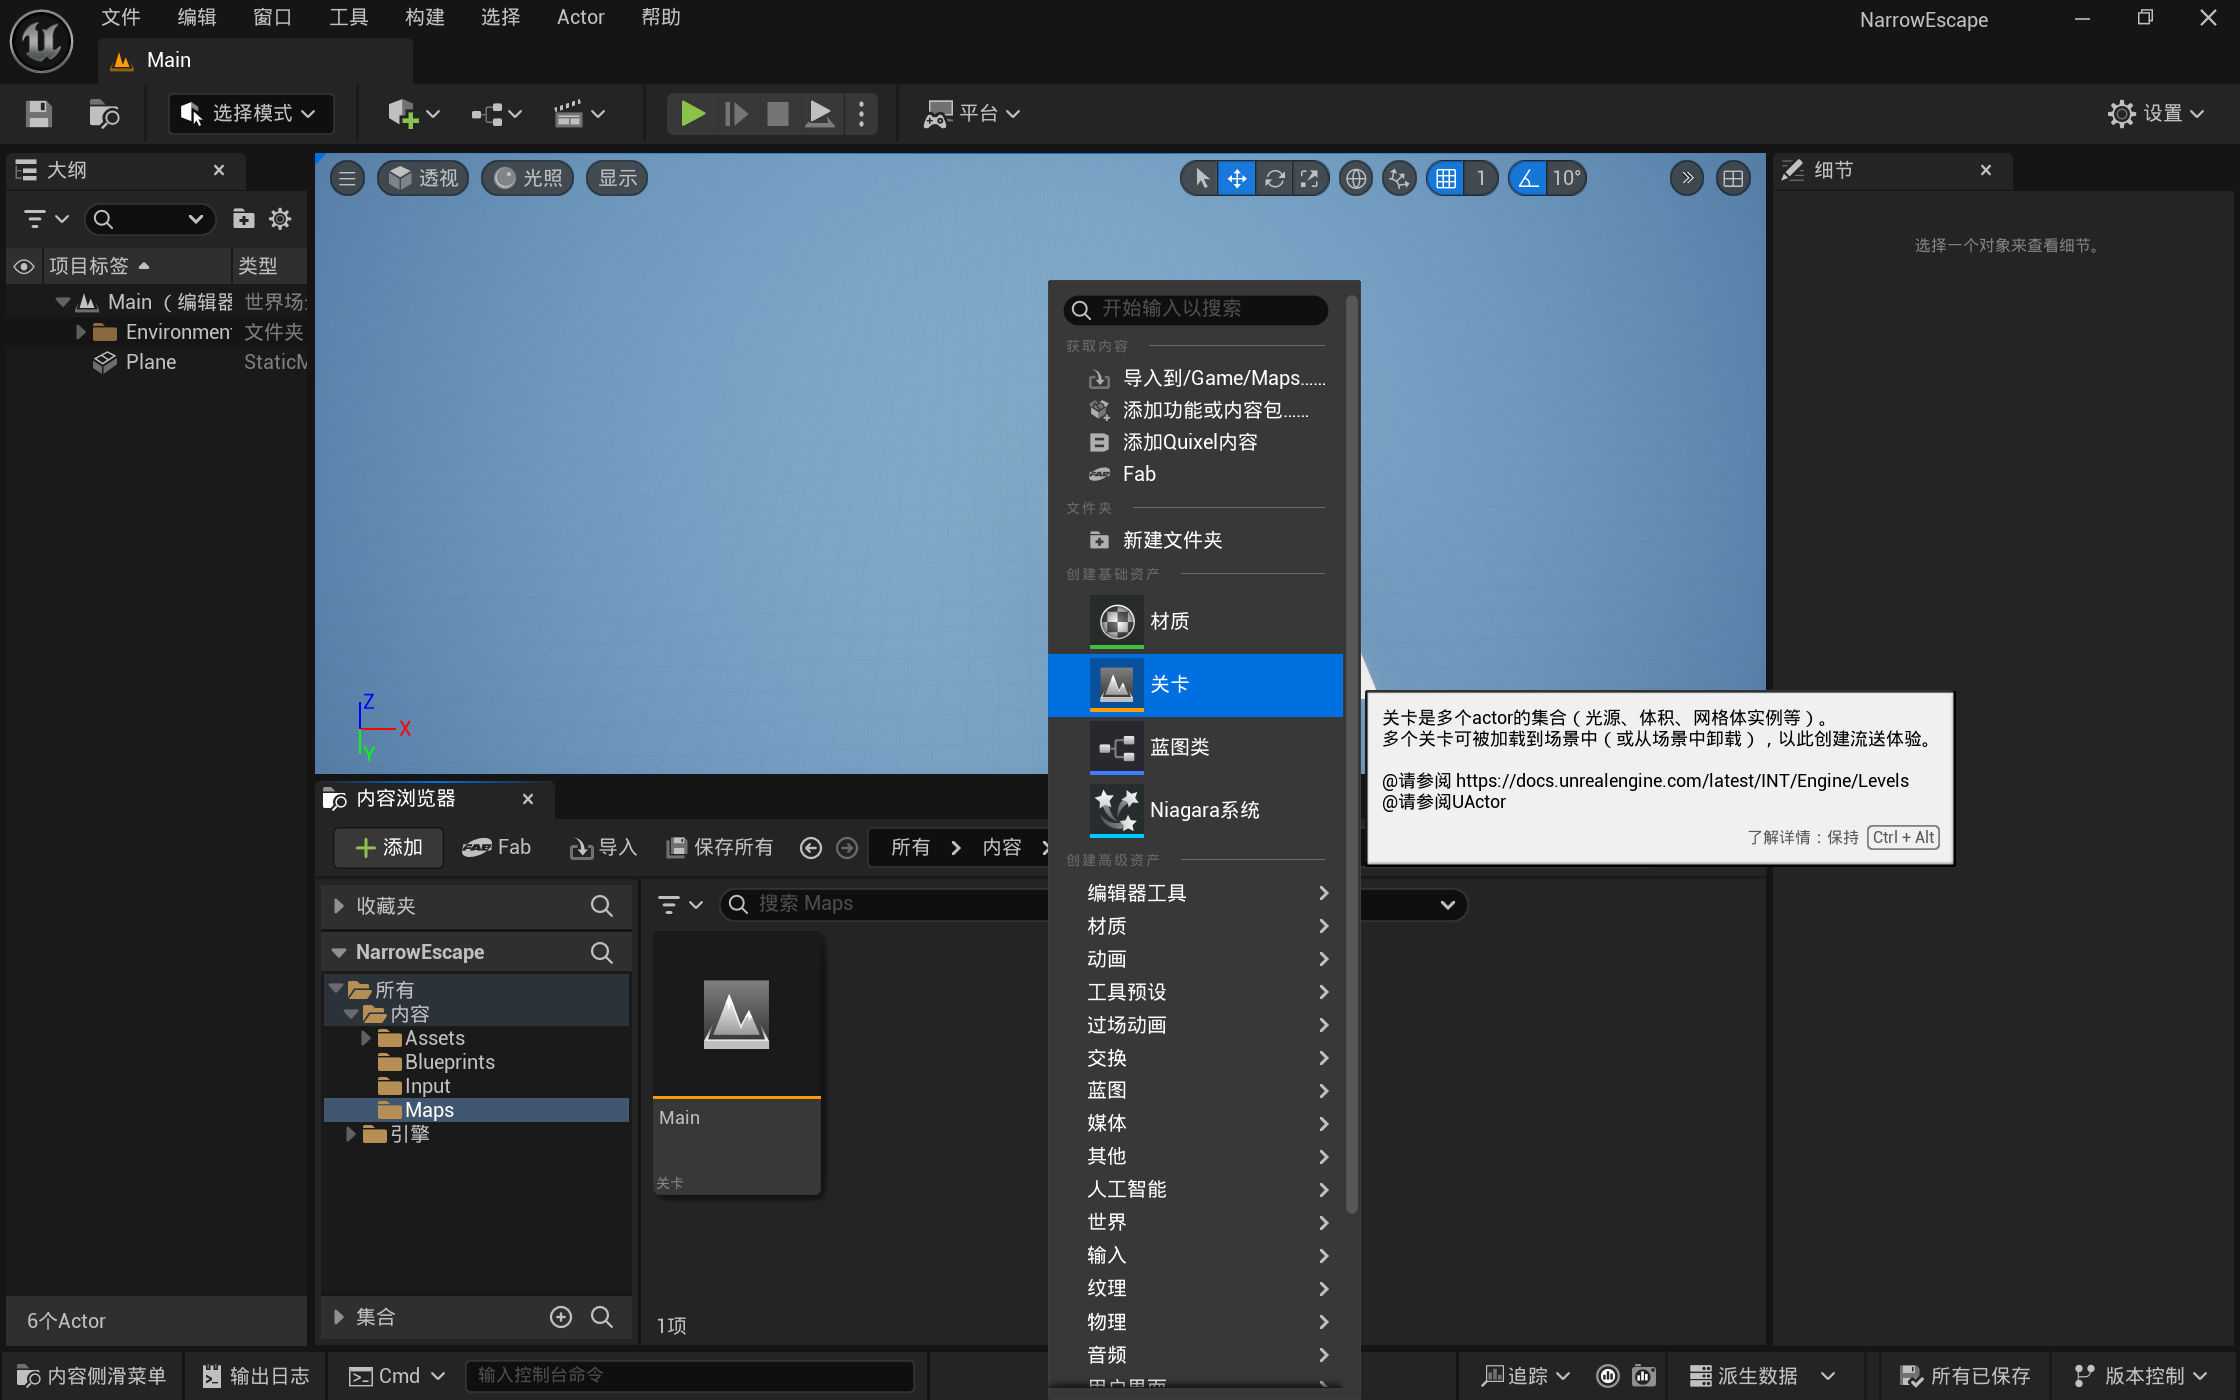 文件 编辑 窗口 工具 构建 选择 Actor 帮助 NarrowEscape
Main
选择模式 平台 设置
大纲
透视 光照 显示 1 10°
细节
选择一个对象来查看细节。
项目标签 类型
Main（编辑器 世界场
Environmen 文件夹
Plane StaticM
6个Actor
开始输入以搜索
获取内容
导入到/Game/Maps......
添加功能或内容包......
添加Quixel内容
Fab
文件夹
新建文件夹
创建基础资产
材质
关卡
蓝图类
Niagara系统
创建高级资产
编辑器工具
材质
动画
工具预设
过场动画
交换
蓝图
媒体
其他
人工智能
世界
输入
纹理
物理
音频
用户界面
关卡是多个actor的集合（光源、体积、网格体实例等）。
多个关卡可被加载到场景中（或从场景中卸载），以此创建流送体验。
@请参阅 https://docs.unrealengine.com/latest/INT/Engine/Levels
@请参阅UActor
了解详情：保持 Ctrl + Alt
Z
X
Y
内容浏览器
添加 Fab 导入 保存所有 所有 内容
收藏夹
搜索 Maps
NarrowEscape
所有
内容
Assets
Blueprints
Input
Maps
引擎
Main
关卡
集合
1项
内容侧滑菜单 输出日志 Cmd 输入控制台命令 追踪 派生数据 所有已保存 版本控制